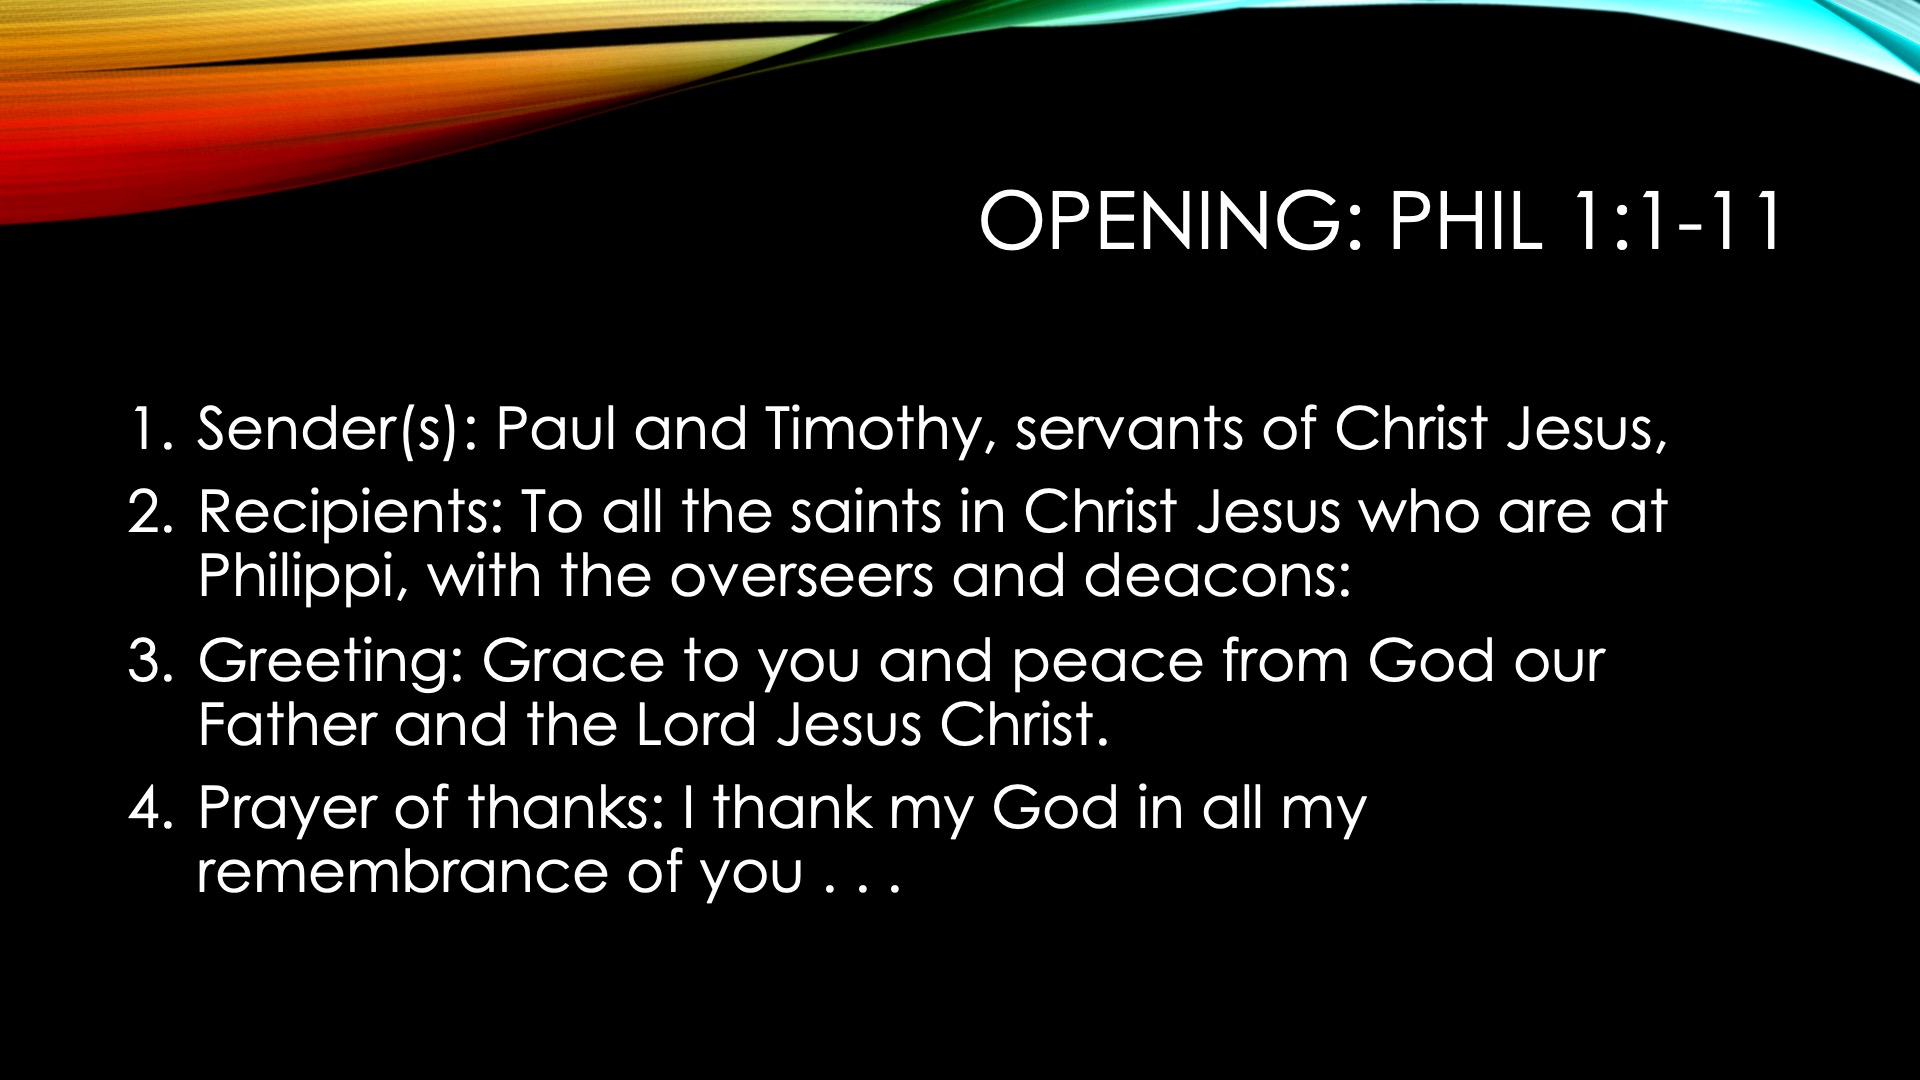 OPENING: PHIL 1:1-11
1. Sender(s): Paul and Timothy, servants of Christ Jesus,
2. Recipients: To all the saints in Christ Jesus who are at
Philippi, with the overseers and deacons:
3. Greeting: Grace to you and peace from God our
Father and the Lord Jesus Christ.
4. Prayer of thanks: I thank my God in all my
remembrance of you . . .